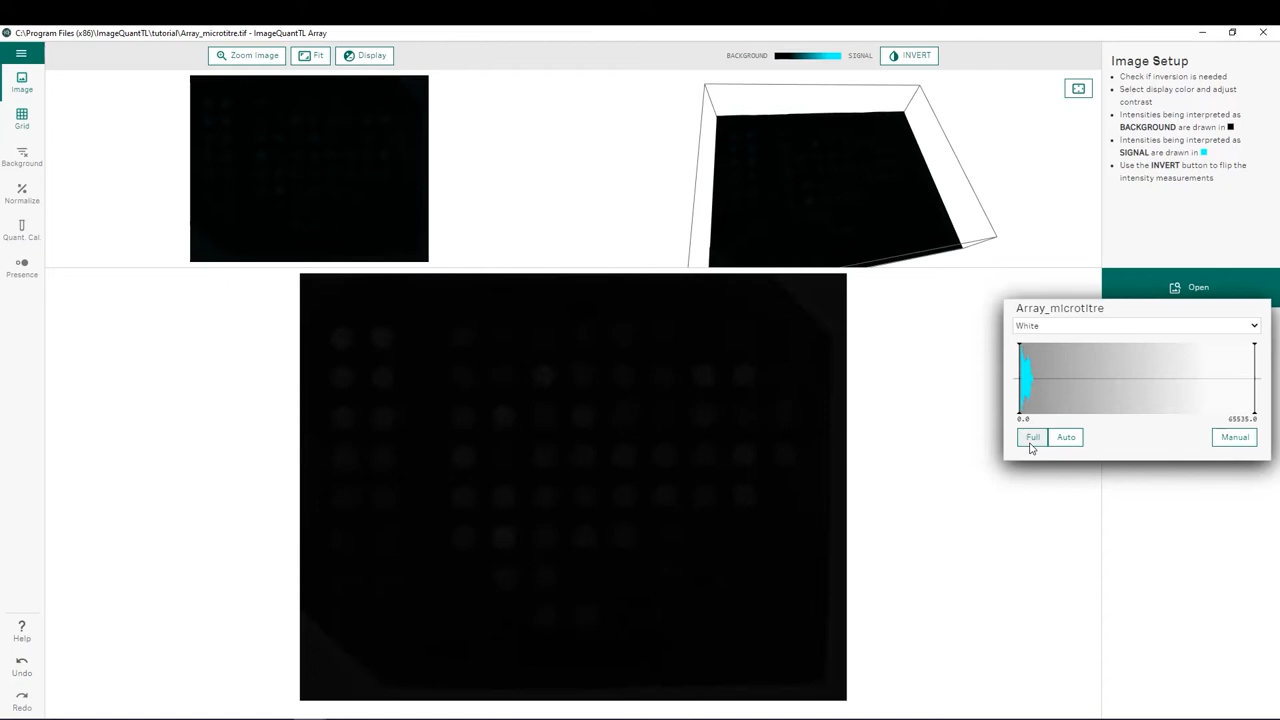 C:\Program Files (x86)\ImageQuantTL\tutorial\Array_microtitre.tif - ImageQuantTL Array
Zoom Image
Fit
Display
BACKGROUND
SIGNAL
INVERT
Image
Grid
Background
Normalize
Quant. Cal.
Presence
Help
Undo
Redo
Image Setup
Check if inversion is needed
Select display color and adjust
contrast
Intensities being interpreted as
BACKGROUND are drawn in
Intensities being interpreted as
SIGNAL are drawn in
Use the INVERT button to flip the
intensity measurements
Open
Array_microtitre
White
0.0
65535.0
Full
Auto
Manual